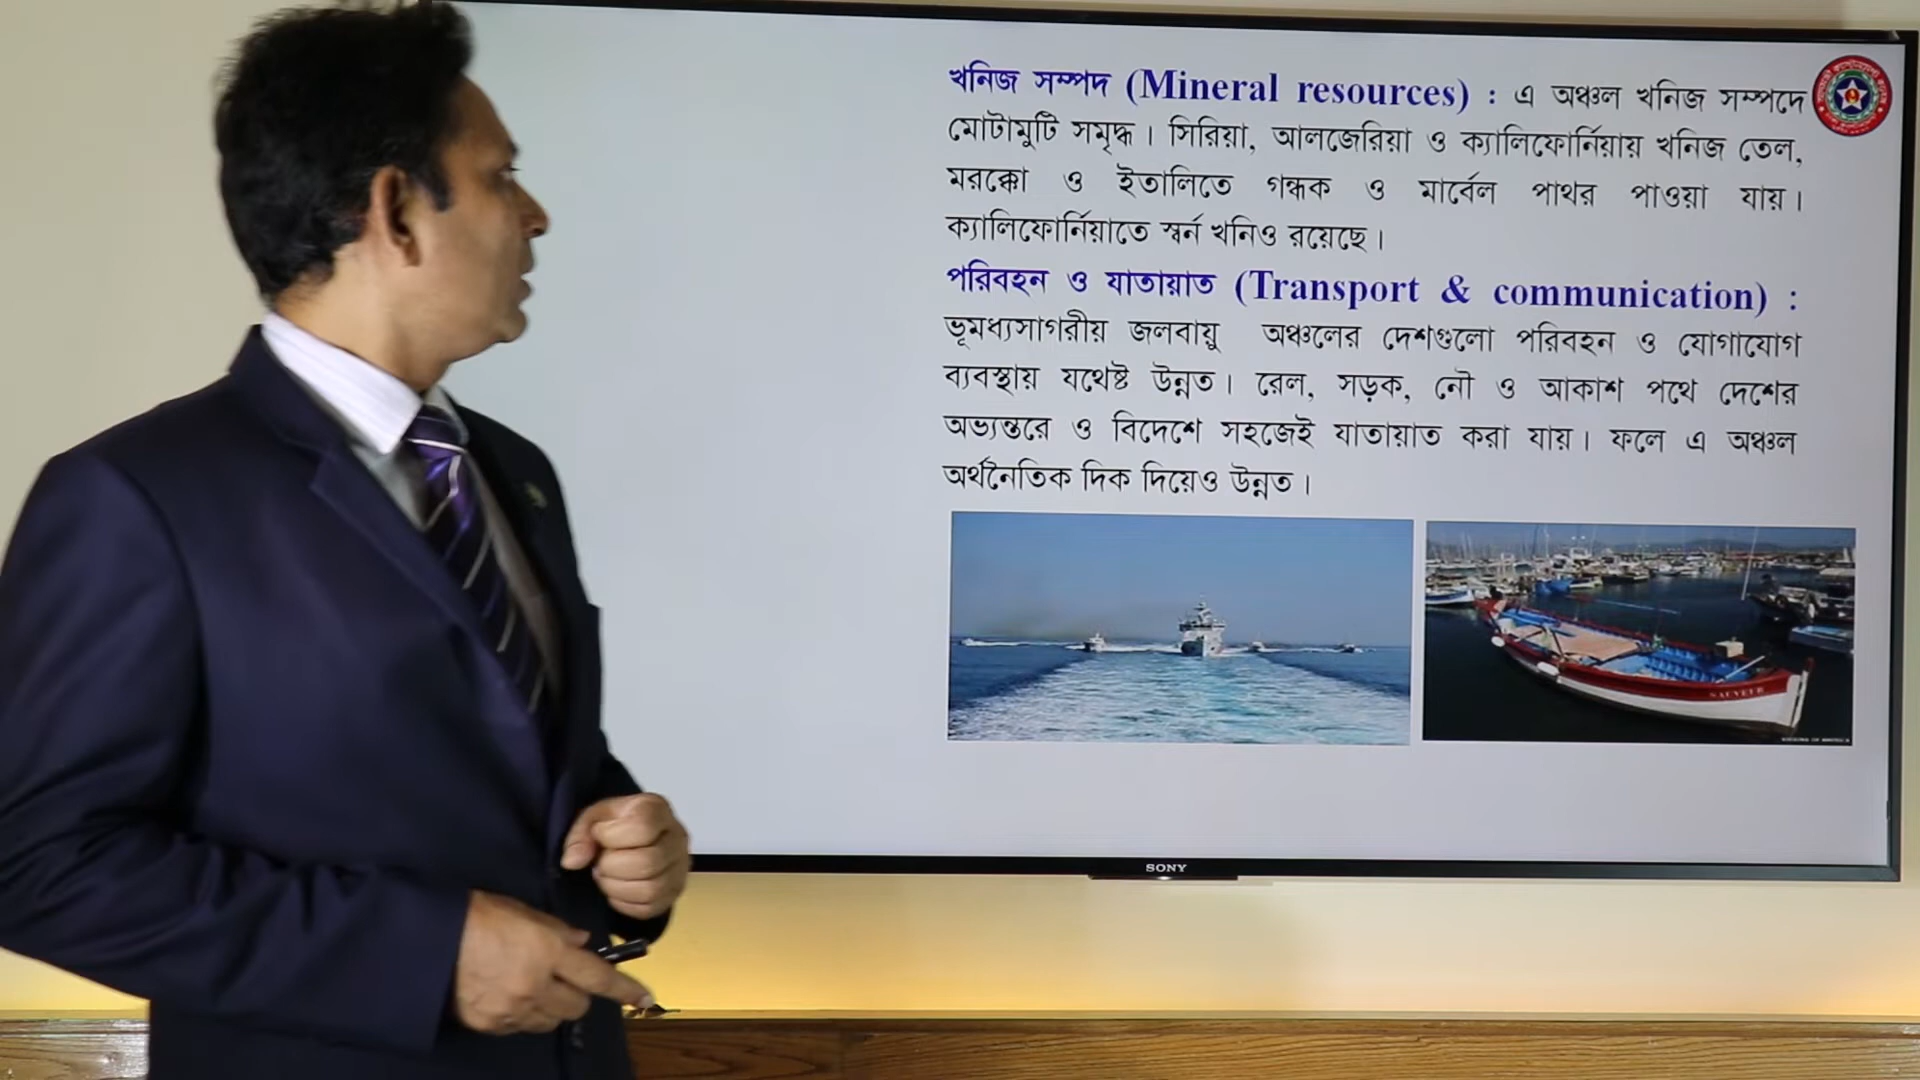 খনিজ সম্পদ (Mineral resources) : এ অঞ্চল খনিজ সম্পদে
মোটামুটি সমৃদ্ধ। সিরিয়া, আলজেরিয়া ও ক্যালিফোর্নিয়ায় খনিজ তেল,
মরক্কো ও ইতালিতে গন্ধক ও মার্বেল পাথর পাওয়া যায়।
ক্যালিফোর্নিয়াতে স্বর্ন খনিও রয়েছে।
পরিবহন ও যাতায়াত (Transport & communication) :
ভূমধ্যসাগরীয় জলবায়ু অঞ্চলের দেশগুলো পরিবহন ও যোগাযোগ
ব্যবস্থায় যথেষ্ট উন্নত। রেল, সড়ক, নৌ ও আকাশ পথে দেশের
অভ্যন্তরে ও বিদেশে সহজেই যাতায়াত করা যায়। ফলে এ অঞ্চল
অর্থনৈতিক দিক দিয়েও উন্নত।
SAUVEUR
SONY